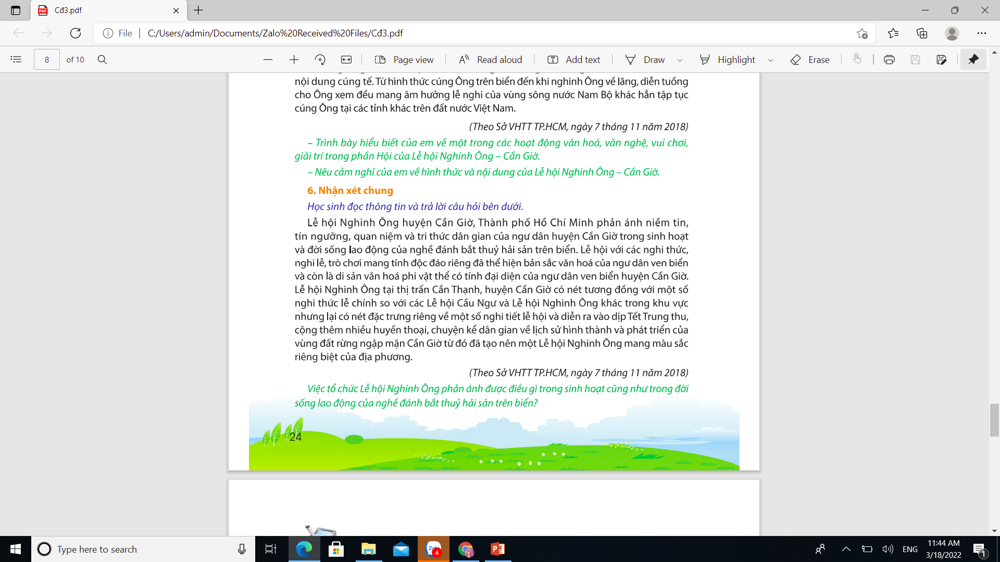 Cđ3.pdf
File
C:/Users/admin/Documents/Zalo%20Received%20Files/Cđ3.pdf
8 of 10
Page view
Read aloud
Add text
Draw
Highlight
Erase
nội dung cúng tế. Từ hình thức cúng Ông trên biển đến khi nghinh Ông về lăng, diễn tuồng
cho Ông xem đều mang âm hưởng lễ nghi của vùng sông nước Nam Bộ khác hẳn tập tục
cúng Ông tại các tỉnh khác trên đất nước Việt Nam.
(Theo Sở VHTT TP.HCM, ngày 7 tháng 11 năm 2018)
– Trình bày hiểu biết của em về một trong các hoạt động văn hoá, văn nghệ, vui chơi,
giải trí trong phần Hội của Lễ hội Nghinh Ông – Cần Giờ.
– Nêu cảm nghĩ của em về hình thức và nội dung của Lễ hội Nghinh Ông – Cần Giờ.
6. Nhận xét chung
Học sinh đọc thông tin và trả lời câu hỏi bên dưới.
Lễ hội Nghinh Ông huyện Cần Giờ, Thành phố Hồ Chí Minh phản ánh niềm tin,
tín ngưỡng, quan niệm và tri thức dân gian của ngư dân huyện Cần Giờ trong sinh hoạt
và đời sống lao động của nghề đánh bắt thuỷ hải sản trên biển. Lễ hội với các nghi thức,
nghi lễ, trò chơi mang tính độc đáo riêng đã thể hiện bản sắc văn hoá của ngư dân ven biển
và còn là di sản văn hoá phi vật thể có tính đại diện của ngư dân ven biển huyện Cần Giờ.
Lễ hội Nghinh Ông tại thị trấn Cần Thạnh, huyện Cần Giờ có nét tương đồng với một số
nghi thức lễ chính so với các Lễ hội Cầu Ngư và Lễ hội Nghinh Ông khác trong khu vực
nhưng lại có nét đặc trưng riêng về một số nghi tiết lễ hội và diễn ra vào dịp Tết Trung thu,
cộng thêm nhiều huyền thoại, chuyện kể dân gian về lịch sử hình thành và phát triển của
vùng đất rừng ngập mặn Cần Giờ từ đó đã tạo nên một Lễ hội Nghinh Ông mang màu sắc
riêng biệt của địa phương.
(Theo Sở VHTT TP.HCM, ngày 7 tháng 11 năm 2018)
Việc tổ chức Lễ hội Nghinh Ông phản ánh được điều gì trong sinh hoạt cũng như trong đời
sống lao động của nghề đánh bắt thuỷ hải sản trên biển?
24
Type here to search
4
ENG
11:44 AM
3/18/2022
1